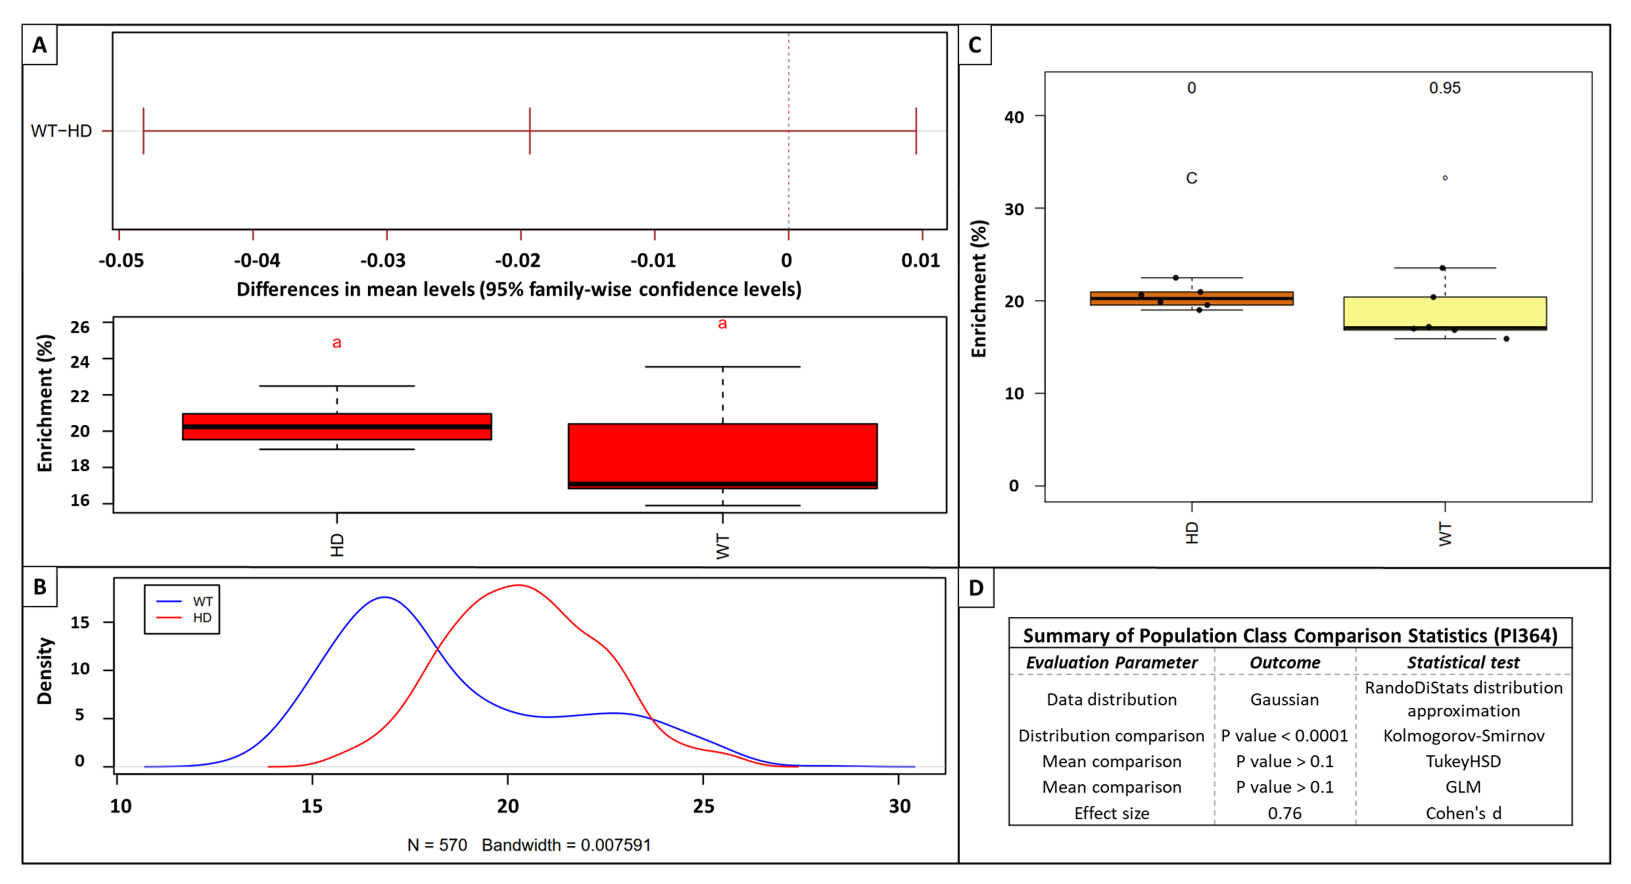 A
WT−HD
-0.05 -0-04 -0.03 -0.02 -0.01 0 0.01
Differences in mean levels (95% family-wise confidence levels)
Enrichment (%)
26
24
22
20
18
16
a
a
HD
WT
B
WT
HD
Density
15
10
5
0
10 15 20 25 30
N = 570 Bandwidth = 0.007591
C
0 0.95
C
Enrichment (%)
40
30
20
10
0
HD
WT
D
Summary of Population Class Comparison Statistics (PI364)
Evaluation Parameter Outcome Statistical test
Data distribution Gaussian RandoDiStats distribution
approximation
Distribution comparison P value < 0.0001 Kolmogorov-Smirnov
Mean comparison P value > 0.1 TukeyHSD
Mean comparison P value > 0.1 GLM
Effect size 0.76 Cohen's d